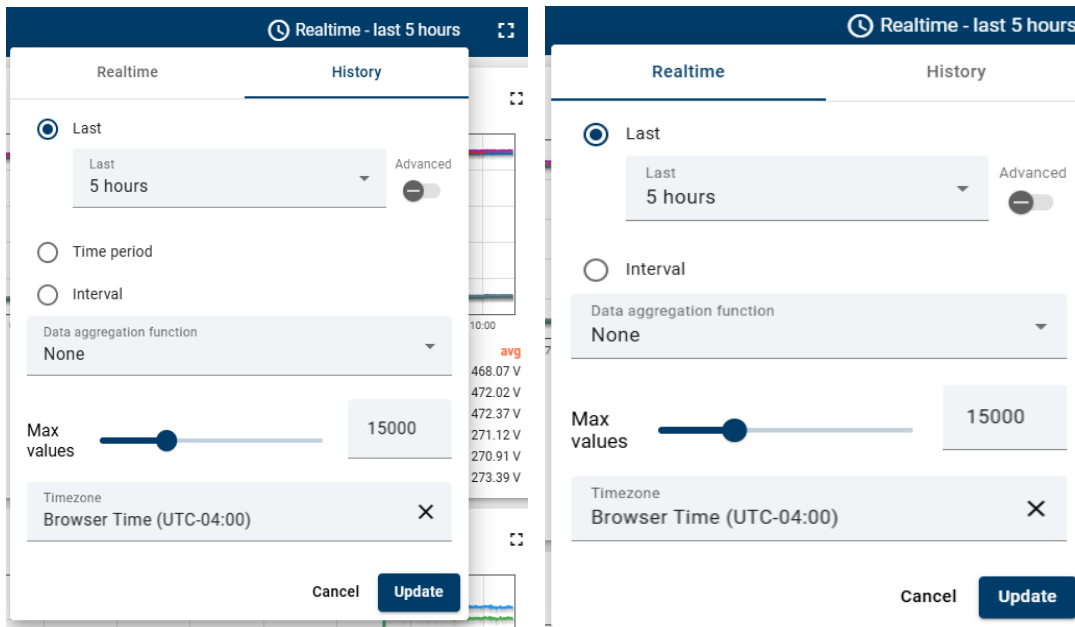 Realtime - last 5 hours
Realtime
History
Last
Last
5 hours
Advanced
Time period
Interval
Data aggregation function
None
10:00
avg
468.07 V
472.02 V
472.37 V
271.12 V
270.91 V
273.39 V
Max
values
15000
Timezone
Browser Time (UTC-04:00)
Cancel
Update
Realtime - last 5 hours
Realtime
History
Last
Last
5 hours
Advanced
Interval
Data aggregation function
None
Max
values
15000
Timezone
Browser Time (UTC-04:00)
Cancel
Update